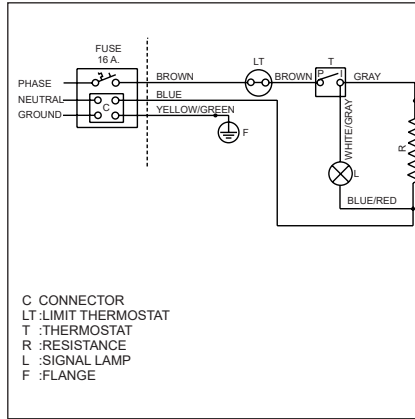 FUSE
16 A.
LT
T
PHASE
BROWN
BROWN
P I
GRAY
NEUTRAL
BLUE
C
GROUND
YELLOW/GREEN
F
WHITE/GRAY
R
L
BLUE/RED
C CONNECTOR
LT :LIMIT THERMOSTAT
T :THERMOSTAT
R :RESISTANCE
L :SIGNAL LAMP
F :FLANGE